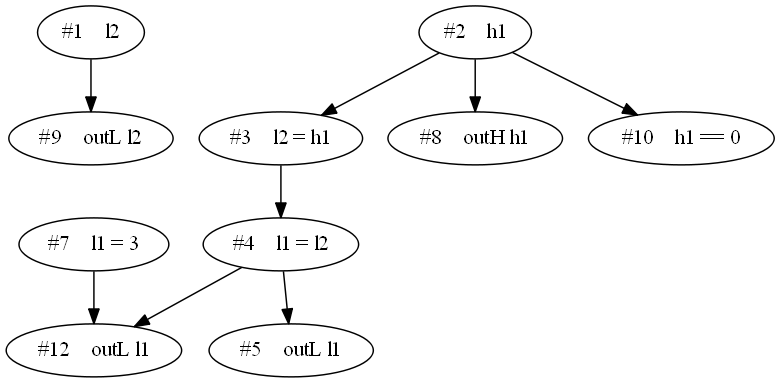 #1 l2
#2 h1
#9 outL l2
#3 l2 = h1
#8 outH h1
#10 h1 == 0
#7 l1 = 3
#4 l1 = l2
#12 outL l1
#5 outL l1